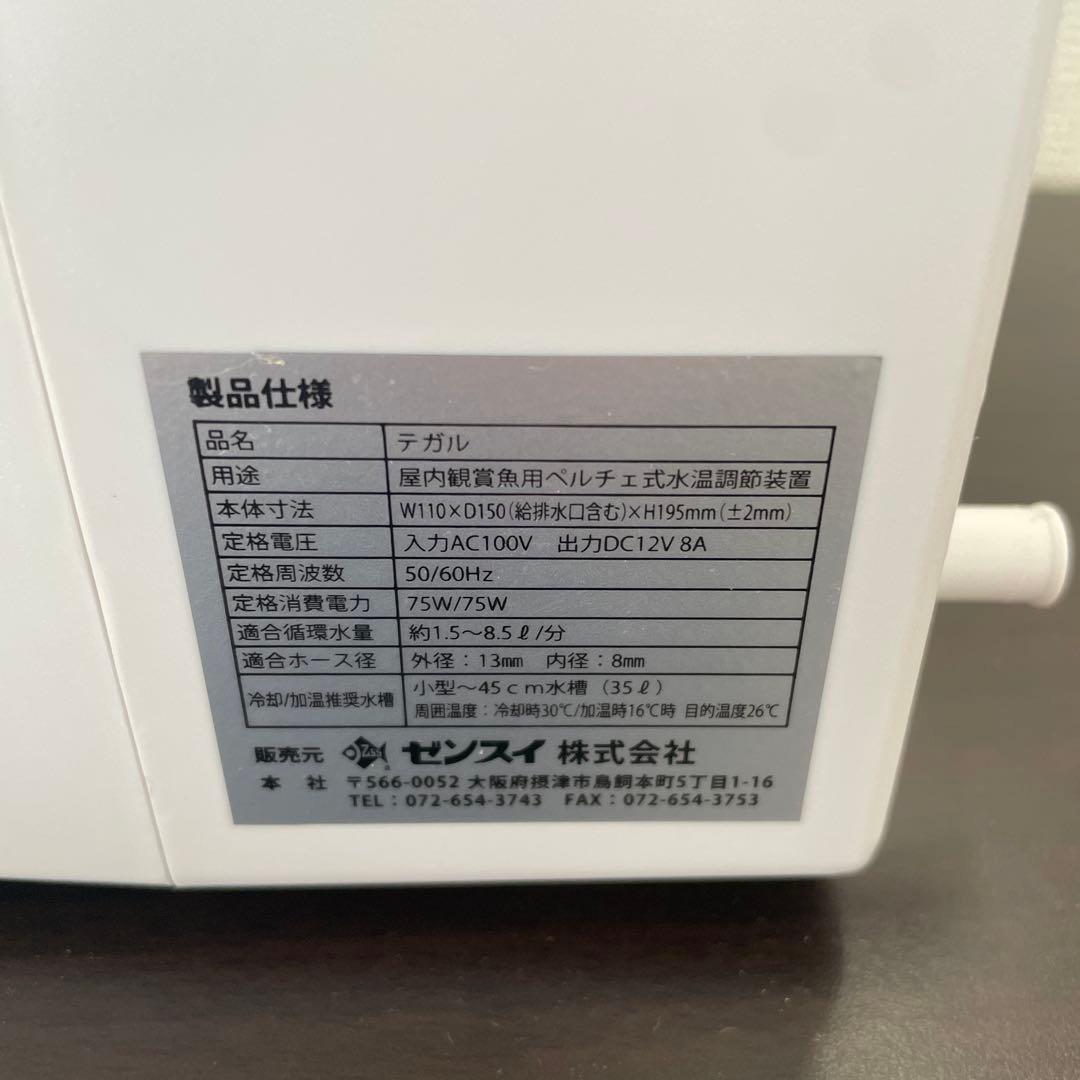 製品仕様
品名 テガル
用途 屋内観賞魚用ペルチェ式水温調節装置
本体寸法 W110×D150(給排水口含む)×H195mm(±2mm)
定格電圧 入力AC100V 出力DC12V 8A
定格周波数 50/60Hz
定格消費電力 75W/75W
適合循環水量 約1.5〜8.5ℓ/分
適合ホース径 外径：13mm 内径：8mm
冷却/加温推奨水槽 小型〜45cm水槽（35ℓ）
周囲温度：冷却時30℃/加温時16℃時 目的温度26℃
販売元 ゼンスイ株式会社
本 社 〒566-0052 大阪府摂津市鳥飼本町5丁目1-16
TEL：072-654-3743 FAX：072-654-3753